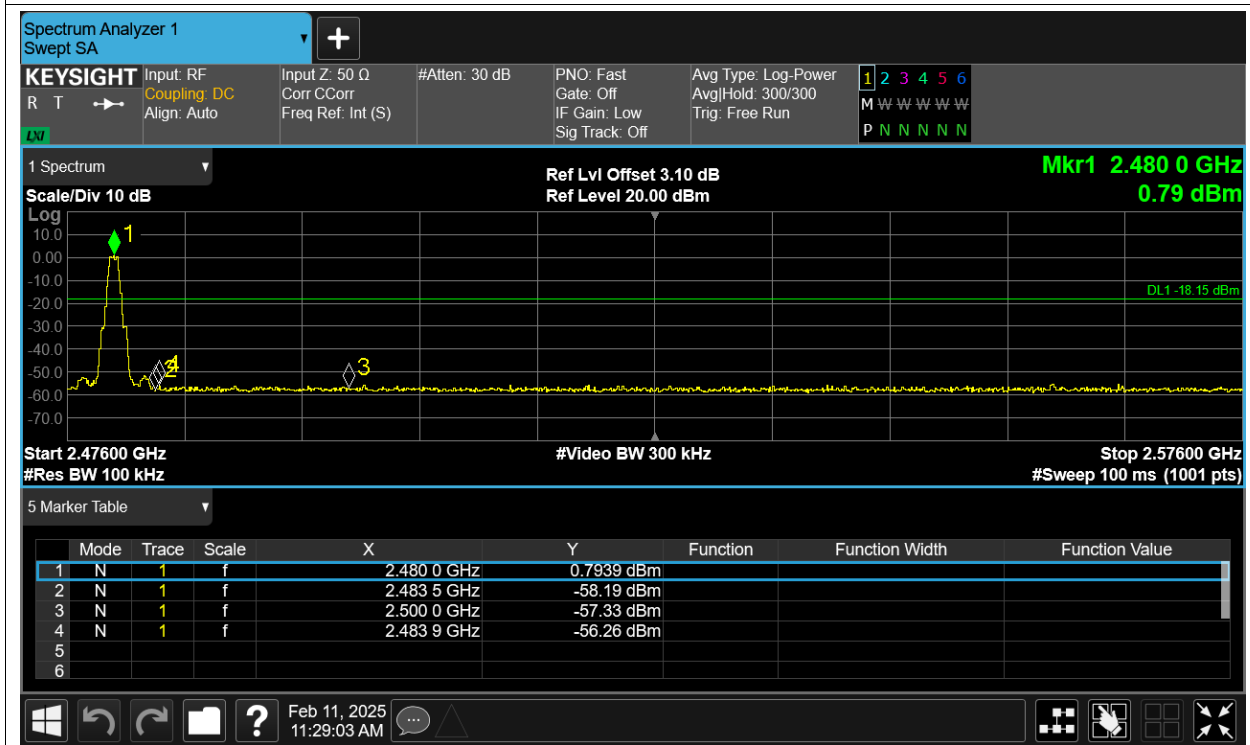 Spectrum Analyzer 1
Swept SA
KEYSIGHT
R T
LXI
Input: RF
Coupling: DC
Align: Auto
Input Z: 50 Ω
Corr CCorr
Freq Ref: Int (S)
#Atten: 30 dB
PNO: Fast
Gate: Off
IF Gain: Low
Sig Track: Off
Avg Type: Log-Power
Avg|Hold: 300/300
Trig: Free Run
1 2 3 4 5 6
M W W W W W
P N N N N N
1 Spectrum
Scale/Div 10 dB
Ref Lvl Offset 3.10 dB
Ref Level 20.00 dBm
Mkr1 2.480 0 GHz
0.79 dBm
Log
10.0
0.00
-10.0
-20.0
-30.0
-40.0
-50.0
-60.0
-70.0
1
2
4
3
DL1 -18.15 dBm
Start 2.47600 GHz
#Res BW 100 kHz
#Video BW 300 kHz
Stop 2.57600 GHz
#Sweep 100 ms (1001 pts)
5 Marker Table
Mode Trace Scale X Y Function Function Width Function Value
1 N 1 f 2.480 0 GHz 0.7939 dBm
2 N 1 f 2.483 5 GHz -58.19 dBm
3 N 1 f 2.500 0 GHz -57.33 dBm
4 N 1 f 2.483 9 GHz -56.26 dBm
5
6
?
Feb 11, 2025
11:29:03 AM